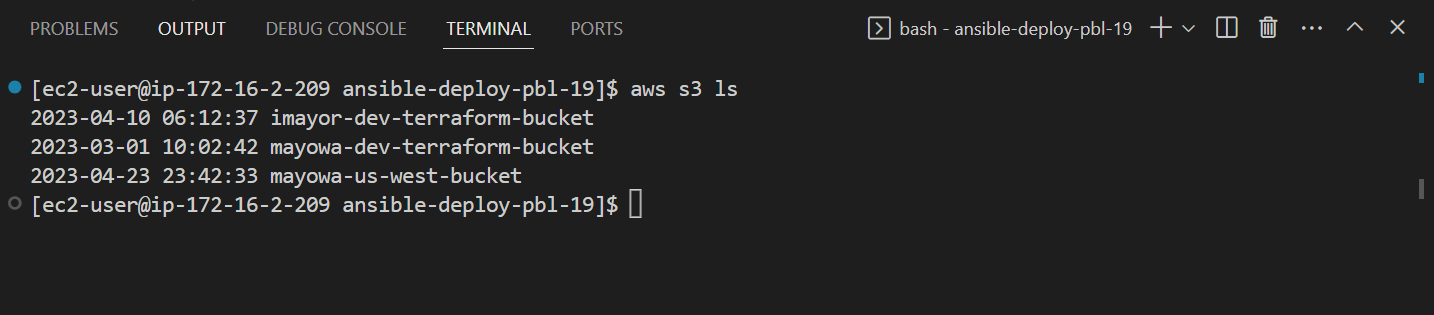 PROBLEMS OUTPUT DEBUG CONSOLE TERMINAL PORTS bash - ansible-deploy-pbl-19
[ec2-user@ip-172-16-2-209 ansible-deploy-pbl-19]$ aws s3 ls
2023-04-10 06:12:37 imayor-dev-terraform-bucket
2023-03-01 10:02:42 mayowa-dev-terraform-bucket
2023-04-23 23:42:33 mayowa-us-west-bucket
[ec2-user@ip-172-16-2-209 ansible-deploy-pbl-19]$